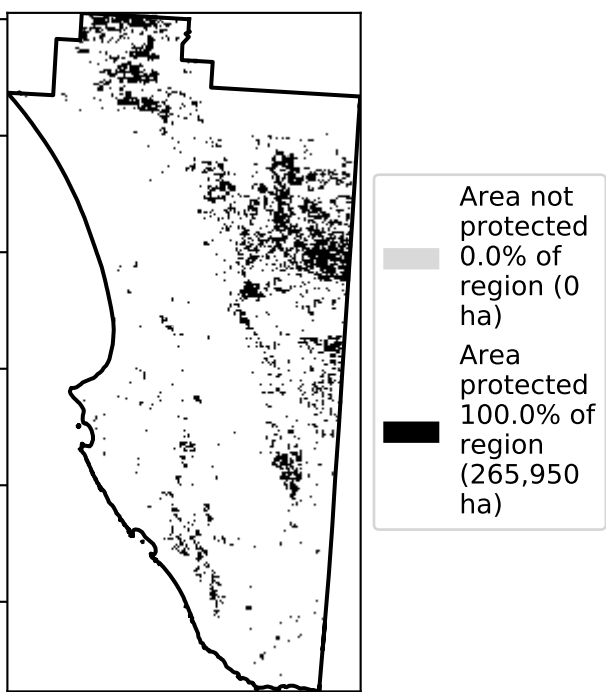 Area not
protected
0.0% of
region (0
ha)
Area
protected
100.0% of
region
(265,950
ha)